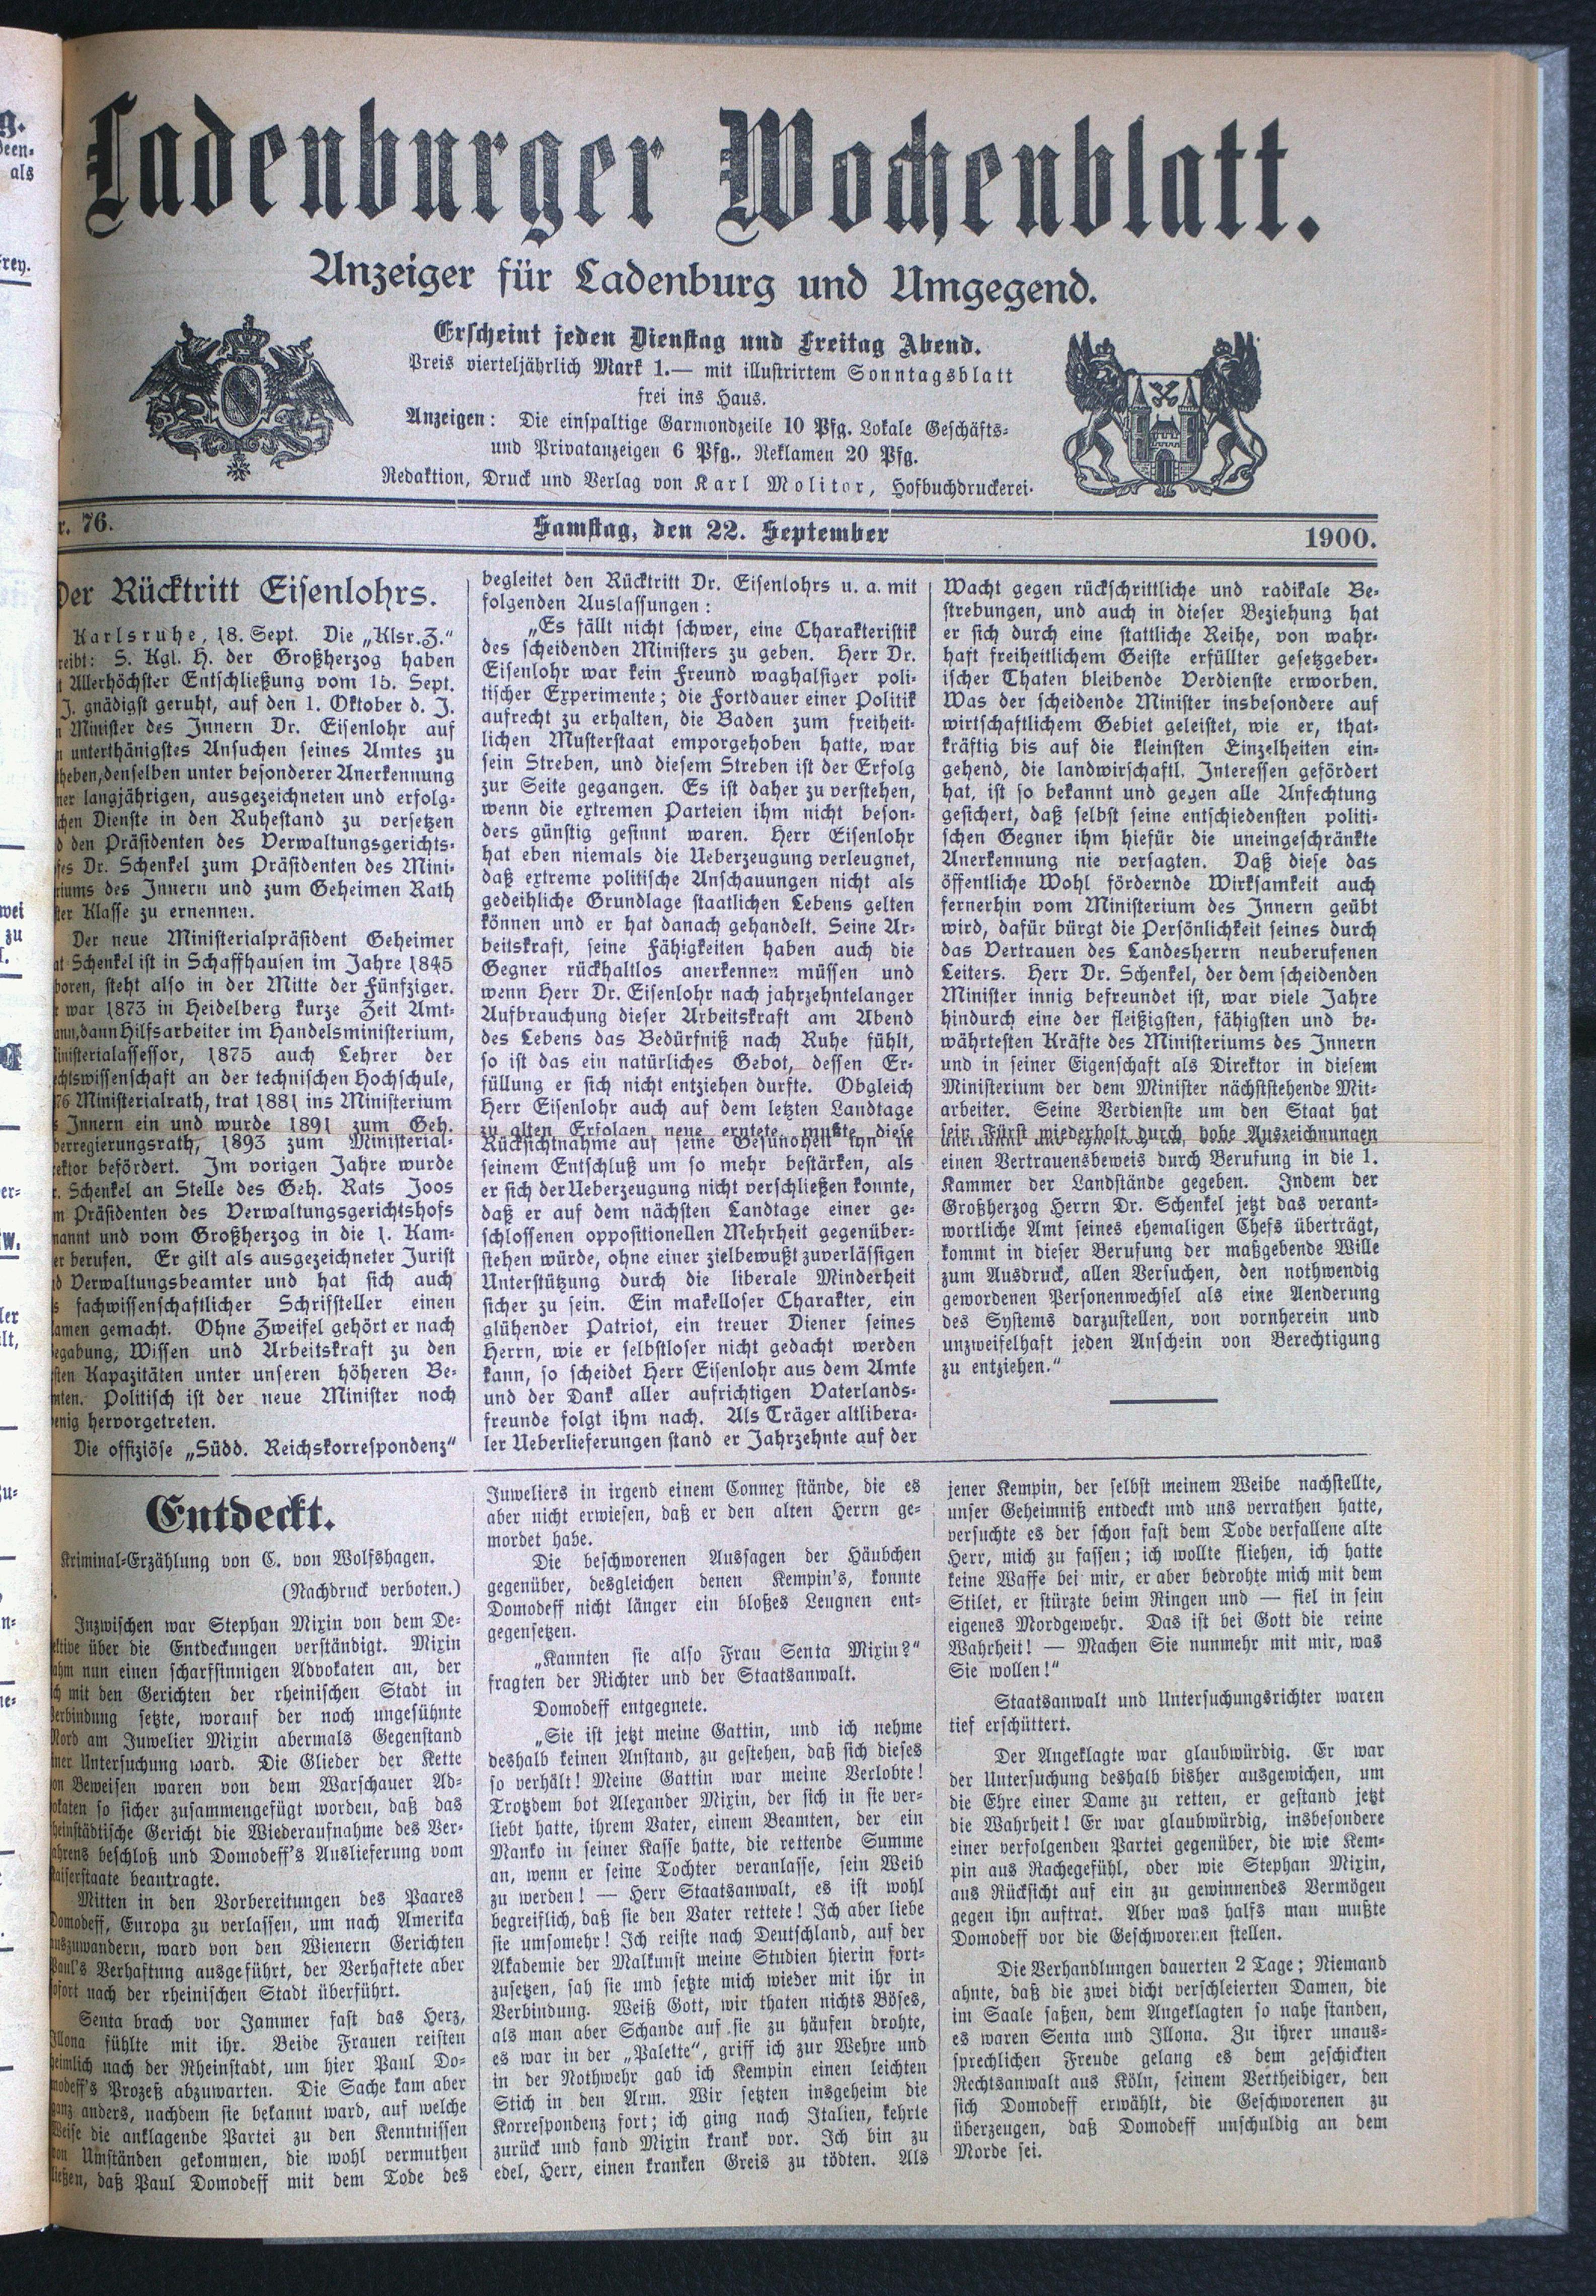 Ladenburger Wochenblatt.
Anzeiger für Ladenburg und Umgegend.
Erscheint jeden Dienstag und Freitag Abend.
Preis vierteljährlich Mark 1.— mit illustrirtem Sonntagsblatt
frei ins Haus.
Anzeigen: Die einspaltige Garmondzeile 10 Pfg. Lokale Geschäfts-
und Privatanzeigen 6 Pfg., Reklamen 20 Pfg.
Redaktion, Druck und Verlag von Karl Molitor, Hofbuchdruckerei.
r. 76.
Samstag, den 22. September
1900.
Der Rücktritt Eisenlohrs.
Karlsruhe, 18. Sept. Die „Klsr. Z."
reibt: S. Kgl. H. der Großherzog haben
t Allerhöchster Entschließung vom 15. Sept.
J. gnädigst geruht, auf den 1. Oktober d. J.
n Minister des Innern Dr. Eisenlohr auf
n unterthänigstes Ansuchen seines Amtes zu
theben, denselben unter besonderer Anerkennung
ner langjährigen, ausgezeichneten und erfolg-
chen Dienste in den Ruhestand zu versetzen
d den Präsidenten des Verwaltungsgerichts-
fes Dr. Schenkel zum Präsidenten des Mini-
riums des Innern und zum Geheimen Rath
ter Klasse zu ernennen.
Der neue Ministerialpräsident Geheimer
at Schenkel ist in Schaffhausen im Jahre 1845
boren, steht also in der Mitte der Fünfziger.
r war 1873 in Heidelberg kurze Zeit Amt-
ann, dann Hilfsarbeiter im Handelsministerium,
inisterialassessor, 1875 auch Lehrer der
echtswissenschaft an der technischen Hochschule,
76 Ministerialrath, trat 1881 ins Ministerium
s Innern ein und wurde 1891 zum Geh.
berregierungsrath, 1893 zum Ministerial-
rektor befördert. Im vorigen Jahre wurde
r. Schenkel an Stelle des Geh. Rats Joos
m Präsidenten des Verwaltungsgerichtshofs
nannt und vom Großherzog in die 1. Kam-
er berufen. Er gilt als ausgezeichneter Jurist
d Verwaltungsbeamter und hat sich auch
s fachwissenschaftlicher Schrifsteller einen
amen gemacht. Ohne Zweifel gehört er nach
egabung, Wissen und Arbeitskraft zu den
sten Kapazitäten unter unseren höheren Be-
mten. Politisch ist der neue Minister noch
enig hervorgetreten.
Die offiziöse „Südd. Reichskorrespondenz"
begleitet den Rücktritt Dr. Eisenlohrs u. a. mit
folgenden Auslassungen:
„Es fällt nicht schwer, eine Charakteristik
des scheidenden Ministers zu geben. Herr Dr.
Eisenlohr war kein Freund waghalsiger poli-
tischer Experimente; die Fortdauer einer Politik
aufrecht zu erhalten, die Baden zum freiheit-
lichen Musterstaat emporgehoben hatte, war
sein Streben, und diesem Streben ist der Erfolg
zur Seite gegangen. Es ist daher zu verstehen,
wenn die extremen Parteien ihm nicht beson-
ders günstig gesinnt waren. Herr Eisenlohr
hat eben niemals die Ueberzeugung verleugnet,
daß extreme politische Anschauungen nicht als
gedeihliche Grundlage staatlichen Lebens gelten
können und er hat danach gehandelt. Seine Ar-
beitskraft, seine Fähigkeiten haben auch die
Gegner rückhaltlos anerkennen müssen und
wenn Herr Dr. Eisenlohr nach jahrzehntelanger
Aufbrauchung dieser Arbeitskraft am Abend
des Lebens das Bedürfniß nach Ruhe fühlt,
so ist das ein natürliches Gebot, dessen Er-
füllung er sich nicht entziehen durfte. Obgleich
Herr Eisenlohr auch auf dem letzten Landtage
zu alten Erfolgen neue erntete, mußte diese
Rücksichtnahme auf seine Gesundheit ihn in
seinem Entschluß um so mehr bestärken, als
er sich der Ueberzeugung nicht verschließen konnte,
daß er auf dem nächsten Landtage einer ge-
schlossenen oppositionellen Mehrheit gegenüber-
stehen würde, ohne einer zielbewußt zuverlässigen
Unterstützung durch die liberale Minderheit
sicher zu sein. Ein makelloser Charakter, ein
glühender Patriot, ein treuer Diener seines
Herrn, wie er selbstloser nicht gedacht werden
kann, so scheidet Herr Eisenlohr aus dem Amte
und der Dank aller aufrichtigen Vaterlands-
freunde folgt ihm nach. Als Träger altlibera-
ler Ueberlieferungen stand er Jahrzehnte auf der
Wacht gegen rückschrittliche und radikale Be-
strebungen, und auch in dieser Beziehung hat
er sich durch eine stattliche Reihe, von wahr-
haft freiheitlichem Geiste erfüllter gesetzgeber-
ischer Thaten bleibende Verdienste erworben.
Was der scheidende Minister insbesondere auf
wirtschaftlichem Gebiet geleistet, wie er, that-
kräftig bis auf die kleinsten Einzelheiten ein-
gehend, die landwirschaftl. Interessen gefördert
hat, ist so bekannt und gegen alle Anfechtung
gesichert, daß selbst seine entschiedensten politi-
schen Gegner ihm hiefür die uneingeschränkte
Anerkennung nie versagten. Daß diese das
öffentliche Wohl fördernde Wirksamkeit auch
fernerhin vom Ministerium des Innern geübt
wird, dafür bürgt die Persönlichkeit seines durch
das Vertrauen des Landesherrn neuberufenen
Leiters. Herr Dr. Schenkel, der dem scheidenden
Minister innig befreundet ist, war viele Jahre
hindurch eine der fleißigsten, fähigsten und be-
währtesten Kräfte des Ministeriums des Innern
und in seiner Eigenschaft als Direktor in diesem
Ministerium der dem Minister nächststehende Mit-
arbeiter. Seine Verdienste um den Staat hat
sein Fürst wiederholt durch hohe Auszeichnungen
einen Vertrauensbeweis durch Berufung in die 1.
Kammer der Landstände gegeben. Indem der
Großherzog Herrn Dr. Schenkel jetzt das verant-
wortliche Amt seines ehemaligen Chefs überträgt,
kommt in dieser Berufung der maßgebende Wille
zum Ausdruck, allen Versuchen, den nothwendig
gewordenen Personenwechsel als eine Aenderung
des Systems darzustellen, von vornherein und
unzweifelhaft jeden Anschein von Berechtigung
zu entziehen."
Entdeckt.
Kriminal-Erzählung von C. von Wolfshagen.
(Nachdruck verboten.)
Inzwischen war Stephan Mixin von dem De-
ektive über die Entdeckungen verständigt. Mixin
ahm nun einen scharfsinnigen Advokaten an, der
ch mit den Gerichten der rheinischen Stadt in
Verbindung setzte, worauf der noch ungesühnte
Mord am Juwelier Mixin abermals Gegenstand
iner Untersuchung ward. Die Glieder der Kette
on Beweisen waren von dem Warschauer Ad-
okaten so sicher zusammengefügt worden, daß das
heinstädtische Gericht die Wiederaufnahme des Ver-
ahrens beschloß und Domodeff's Auslieferung vom
Kaiserstaate beantragte.
Mitten in den Vorbereitungen des Paares
Domodeff, Europa zu verlassen, um nach Amerika
auszuwandern, ward von den Wienern Gerichten
Paul's Verhaftung ausgeführt, der Verhaftete aber
sofort nach der rheinischen Stadt überführt.
Senta brach vor Jammer fast das Herz,
Illona fühlte mit ihr. Beide Frauen reisten
heimlich nach der Rheinstadt, um hier Paul Do-
modeff's Prozeß abzuwarten. Die Sache kam aber
ganz anders, nachdem sie bekannt ward, auf welche
Weise die anklagende Partei zu den Kenntnissen
von Umständen gekommen, die wohl vermuthen
ließen, daß Paul Domodeff mit dem Tode des
Juweliers in irgend einem Connex stände, die es
aber nicht erwiesen, daß er den alten Herrn ge-
mordet habe.
Die beschworenen Aussagen der Häubchen
gegenüber, desgleichen denen Kempin's, konnte
Domodeff nicht länger ein bloßes Leugnen ent-
gegensetzen.
„Kannten sie also Frau Senta Mixin?"
fragten der Richter und der Staatsanwalt.
Domodeff entgegnete.
„Sie ist jetzt meine Gattin, und ich nehme
deshalb keinen Anstand, zu gestehen, daß sich dieses
so verhält! Meine Gattin war meine Verlobte!
Trotzdem bot Alexander Mixin, der sich in sie ver-
liebt hatte, ihrem Vater, einem Beamten, der ein
Manko in seiner Kasse hatte, die rettende Summe
an, wenn er seine Tochter veranlasse, sein Weib
zu werden! — Herr Staatsanwalt, es ist wohl
begreiflich, daß sie den Vater rettete! Ich aber liebe
sie umsomehr! Ich reiste nach Deutschland, auf der
Akademie der Malkunst meine Studien hierin fort-
zusetzen, sah sie und setzte mich wieder mit ihr in
Verbindung. Weiß Gott, wir thaten nichts Böses,
als man aber Schande auf sie zu häufen drohte,
es war in der „Palette", griff ich zur Wehre und
in der Nothwehr gab ich Kempin einen leichten
Stich in den Arm. Wir setzten insgeheim die
Korrespondenz fort; ich ging nach Italien, kehrte
zurück und fand Mixin krank vor. Ich bin zu
edel, Herr, einen kranken Greis zu tödten. Als
jener Kempin, der selbst meinem Weibe nachstellte,
unser Geheimniß entdeckt und uns verrathen hatte,
versuchte es der schon fast dem Tode verfallene alte
Herr, mich zu fassen; ich wollte fliehen, ich hatte
keine Waffe bei mir, er aber bedrohte mich mit dem
Stilet, er stürzte beim Ringen und — fiel in sein
eigenes Mordgewehr. Das ist bei Gott die reine
Wahrheit! — Machen Sie nunmehr mit mir, was
Sie wollen!"
Staatsanwalt und Untersuchungsrichter waren
tief erschüttert.
Der Angeklagte war glaubwürdig. Er war
der Untersuchung deshalb bisher ausgewichen, um
die Ehre einer Dame zu retten, er gestand jetzt
die Wahrheit! Er war glaubwürdig, insbesondere
einer verfolgenden Partei gegenüber, die wie Kem-
pin aus Rachegefühl, oder wie Stephan Mixin,
aus Rücksicht auf ein zu gewinnendes Vermögen
gegen ihn auftrat. Aber was halfs man mußte
Domodeff vor die Geschworenen stellen.
Die Verhandlungen dauerten 2 Tage; Niemand
ahnte, daß die zwei dicht verschleierten Damen, die
im Saale saßen, dem Angeklagten so nahe standen,
es waren Senta und Illona. Zu ihrer unaus-
sprechlichen Freude gelang es dem geschickten
Rechtsanwalt aus Köln, seinem Vertheidiger, den
sich Domodeff erwählt, die Geschworenen zu
überzeugen, daß Domodeff unschuldig an dem
Morde sei.